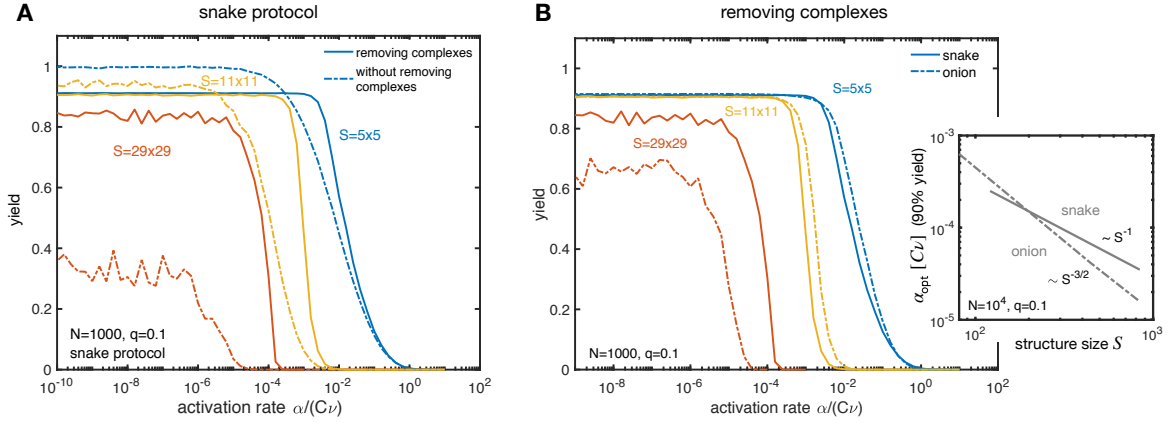 A
snake protocol
removing complexes
without removing
complexes
S=11x11
S=5x5
S=29x29
N=1000, q=0.1
snake protocol
yield
0
0.2
0.4
0.6
0.8
1
10^-10
10^-8
10^-6
10^-4
10^-2
10^0
10^2
activation rate α/(Cν)
B
removing complexes
snake
onion
S=5x5
S=11x11
S=29x29
N=1000, q=0.1
yield
0
0.2
0.4
0.6
0.8
1
10^-8
10^-6
10^-4
10^-2
10^0
10^2
activation rate α/(Cν)
α_opt [Cν] (90% yield)
10^-3
10^-4
10^-5
snake
~ S^-1
onion
~ S^-3/2
N=10^4, q=0.1
10^2
10^3
structure size S